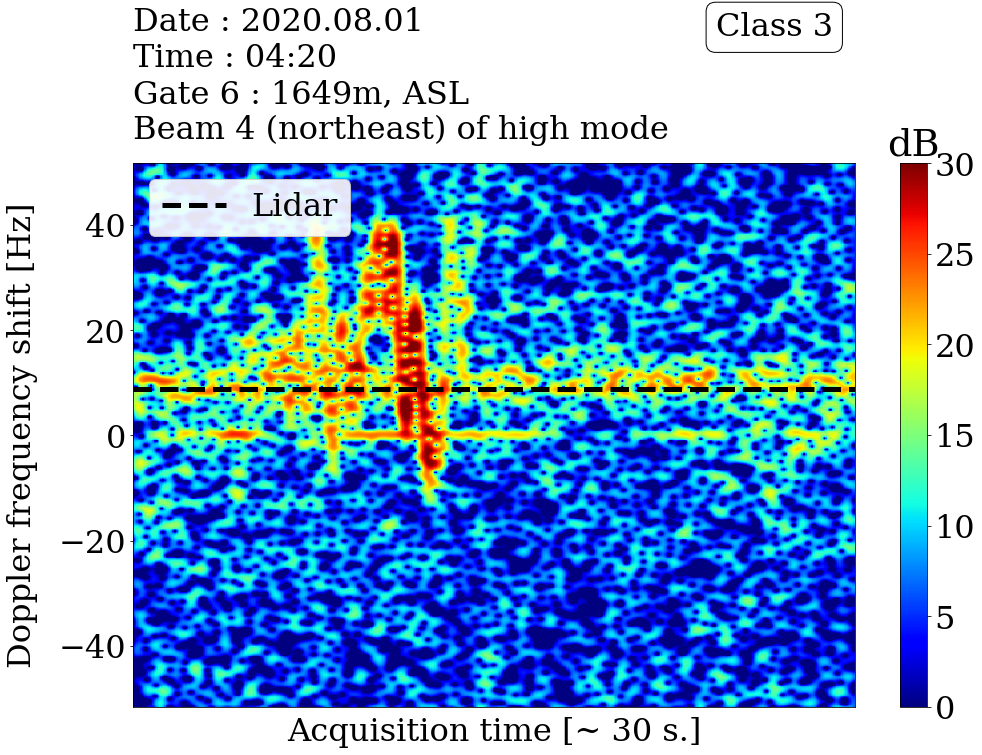 Date : 2020.08.01
Time : 04:20
Gate 6 : 1649m, ASL
Beam 4 (northeast) of high mode
Class 3
dB
Lidar
Doppler frequency shift [Hz]
40
20
0
−20
−40
30
25
20
15
10
5
0
Acquisition time [~ 30 s.]